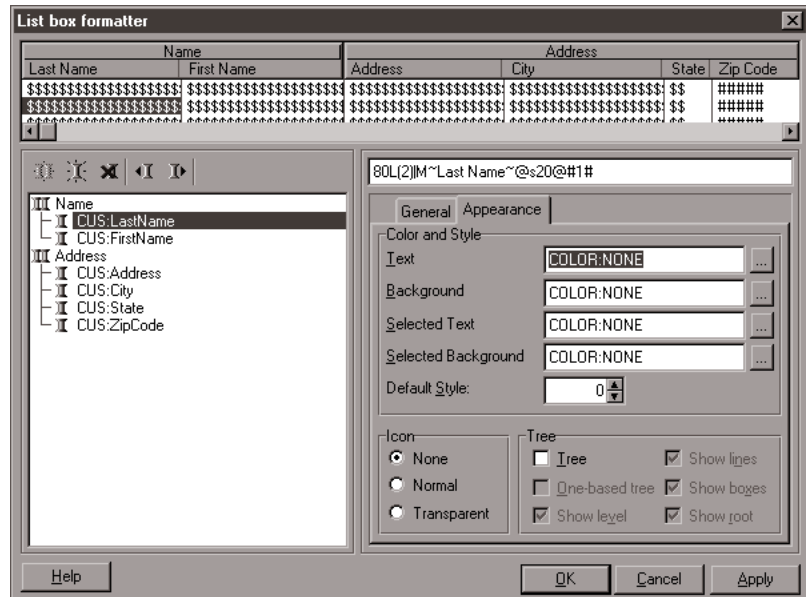 List box formatter
Name Address
Last Name First Name Address City State Zip Code
$$$$$$$$$$$$$$$$$$$$ $$$$$$$$$$$$$$$$$$$$ $$$$$$$$$$$$$$$$$$$$ $$$$$$$$$$$$$$$$$$$$ $$ #####
$$$$$$$$$$$$$$$$$$$$ $$$$$$$$$$$$$$$$$$$$ $$$$$$$$$$$$$$$$$$$$ $$$$$$$$$$$$$$$$$$$$ $$ #####
80L(2)|M~Last Name~@s20@#1#
Name
CUS:LastName
CUS:FirstName
Address
CUS:Address
CUS:City
CUS:State
CUS:ZipCode
General Appearance
Color and Style
Text COLOR:NONE ...
Background COLOR:NONE ...
Selected Text COLOR:NONE ...
Selected Background COLOR:NONE ...
Default Style: 0
Icon
None
Normal
Transparent
Tree
Tree Show lines
One-based tree Show boxes
Show level Show root
Help OK Cancel Apply